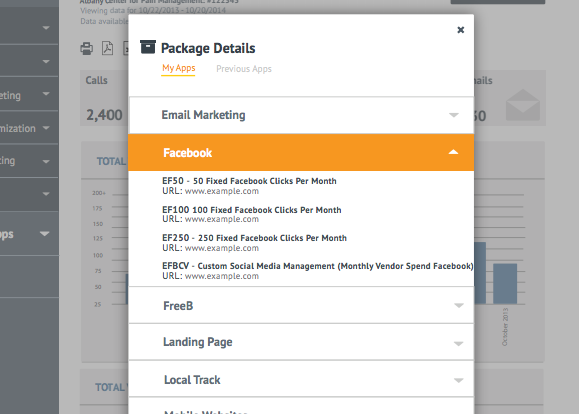 Albany Center for Pain Management: #122345
Viewing data for 10/22/2013 - 10/20/2014
Data available
Package Details
My Apps
Previous Apps
Calls
2,400
ails
50
Email Marketing
eting
mization
ting
ops
Facebook
TOTAL
EF50 - 50 Fixed Facebook Clicks Per Month
URL: www.example.com
EF100 100 Fixed Facebook Clicks Per Month
URL: www.example.com
EF250 - 250 Fixed Facebook Clicks Per Month
URL: www.example.com
EFBCV - Custom Social Media Management (Monthly Vendor Spend Facebook)
URL: www.example.com
200+
175
150
125
100
75
50
25
October 2013
FreeB
Landing Page
Local Track
TOTAL
Mobile Websites